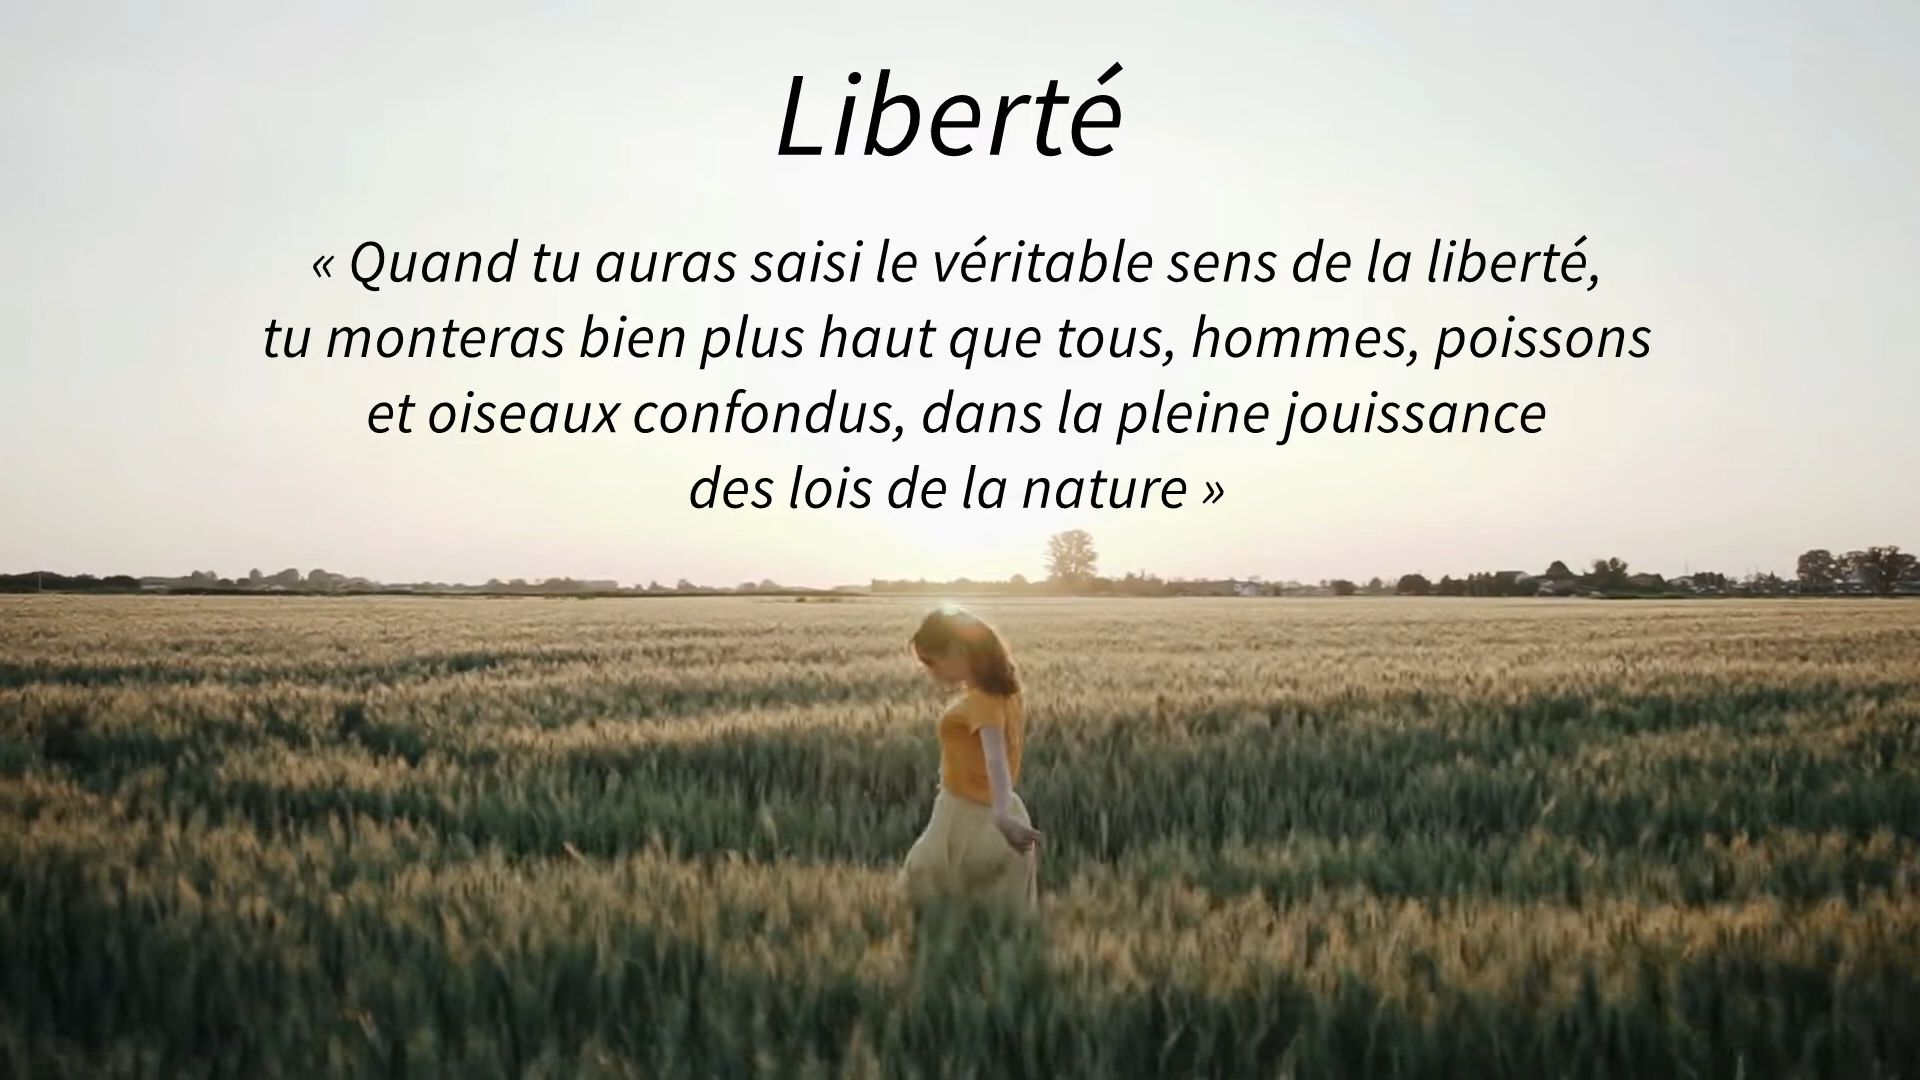 Liberté
« Quand tu auras saisi le véritable sens de la liberté,
tu monteras bien plus haut que tous, hommes, poissons
et oiseaux confondus, dans la pleine jouissance
des lois de la nature »